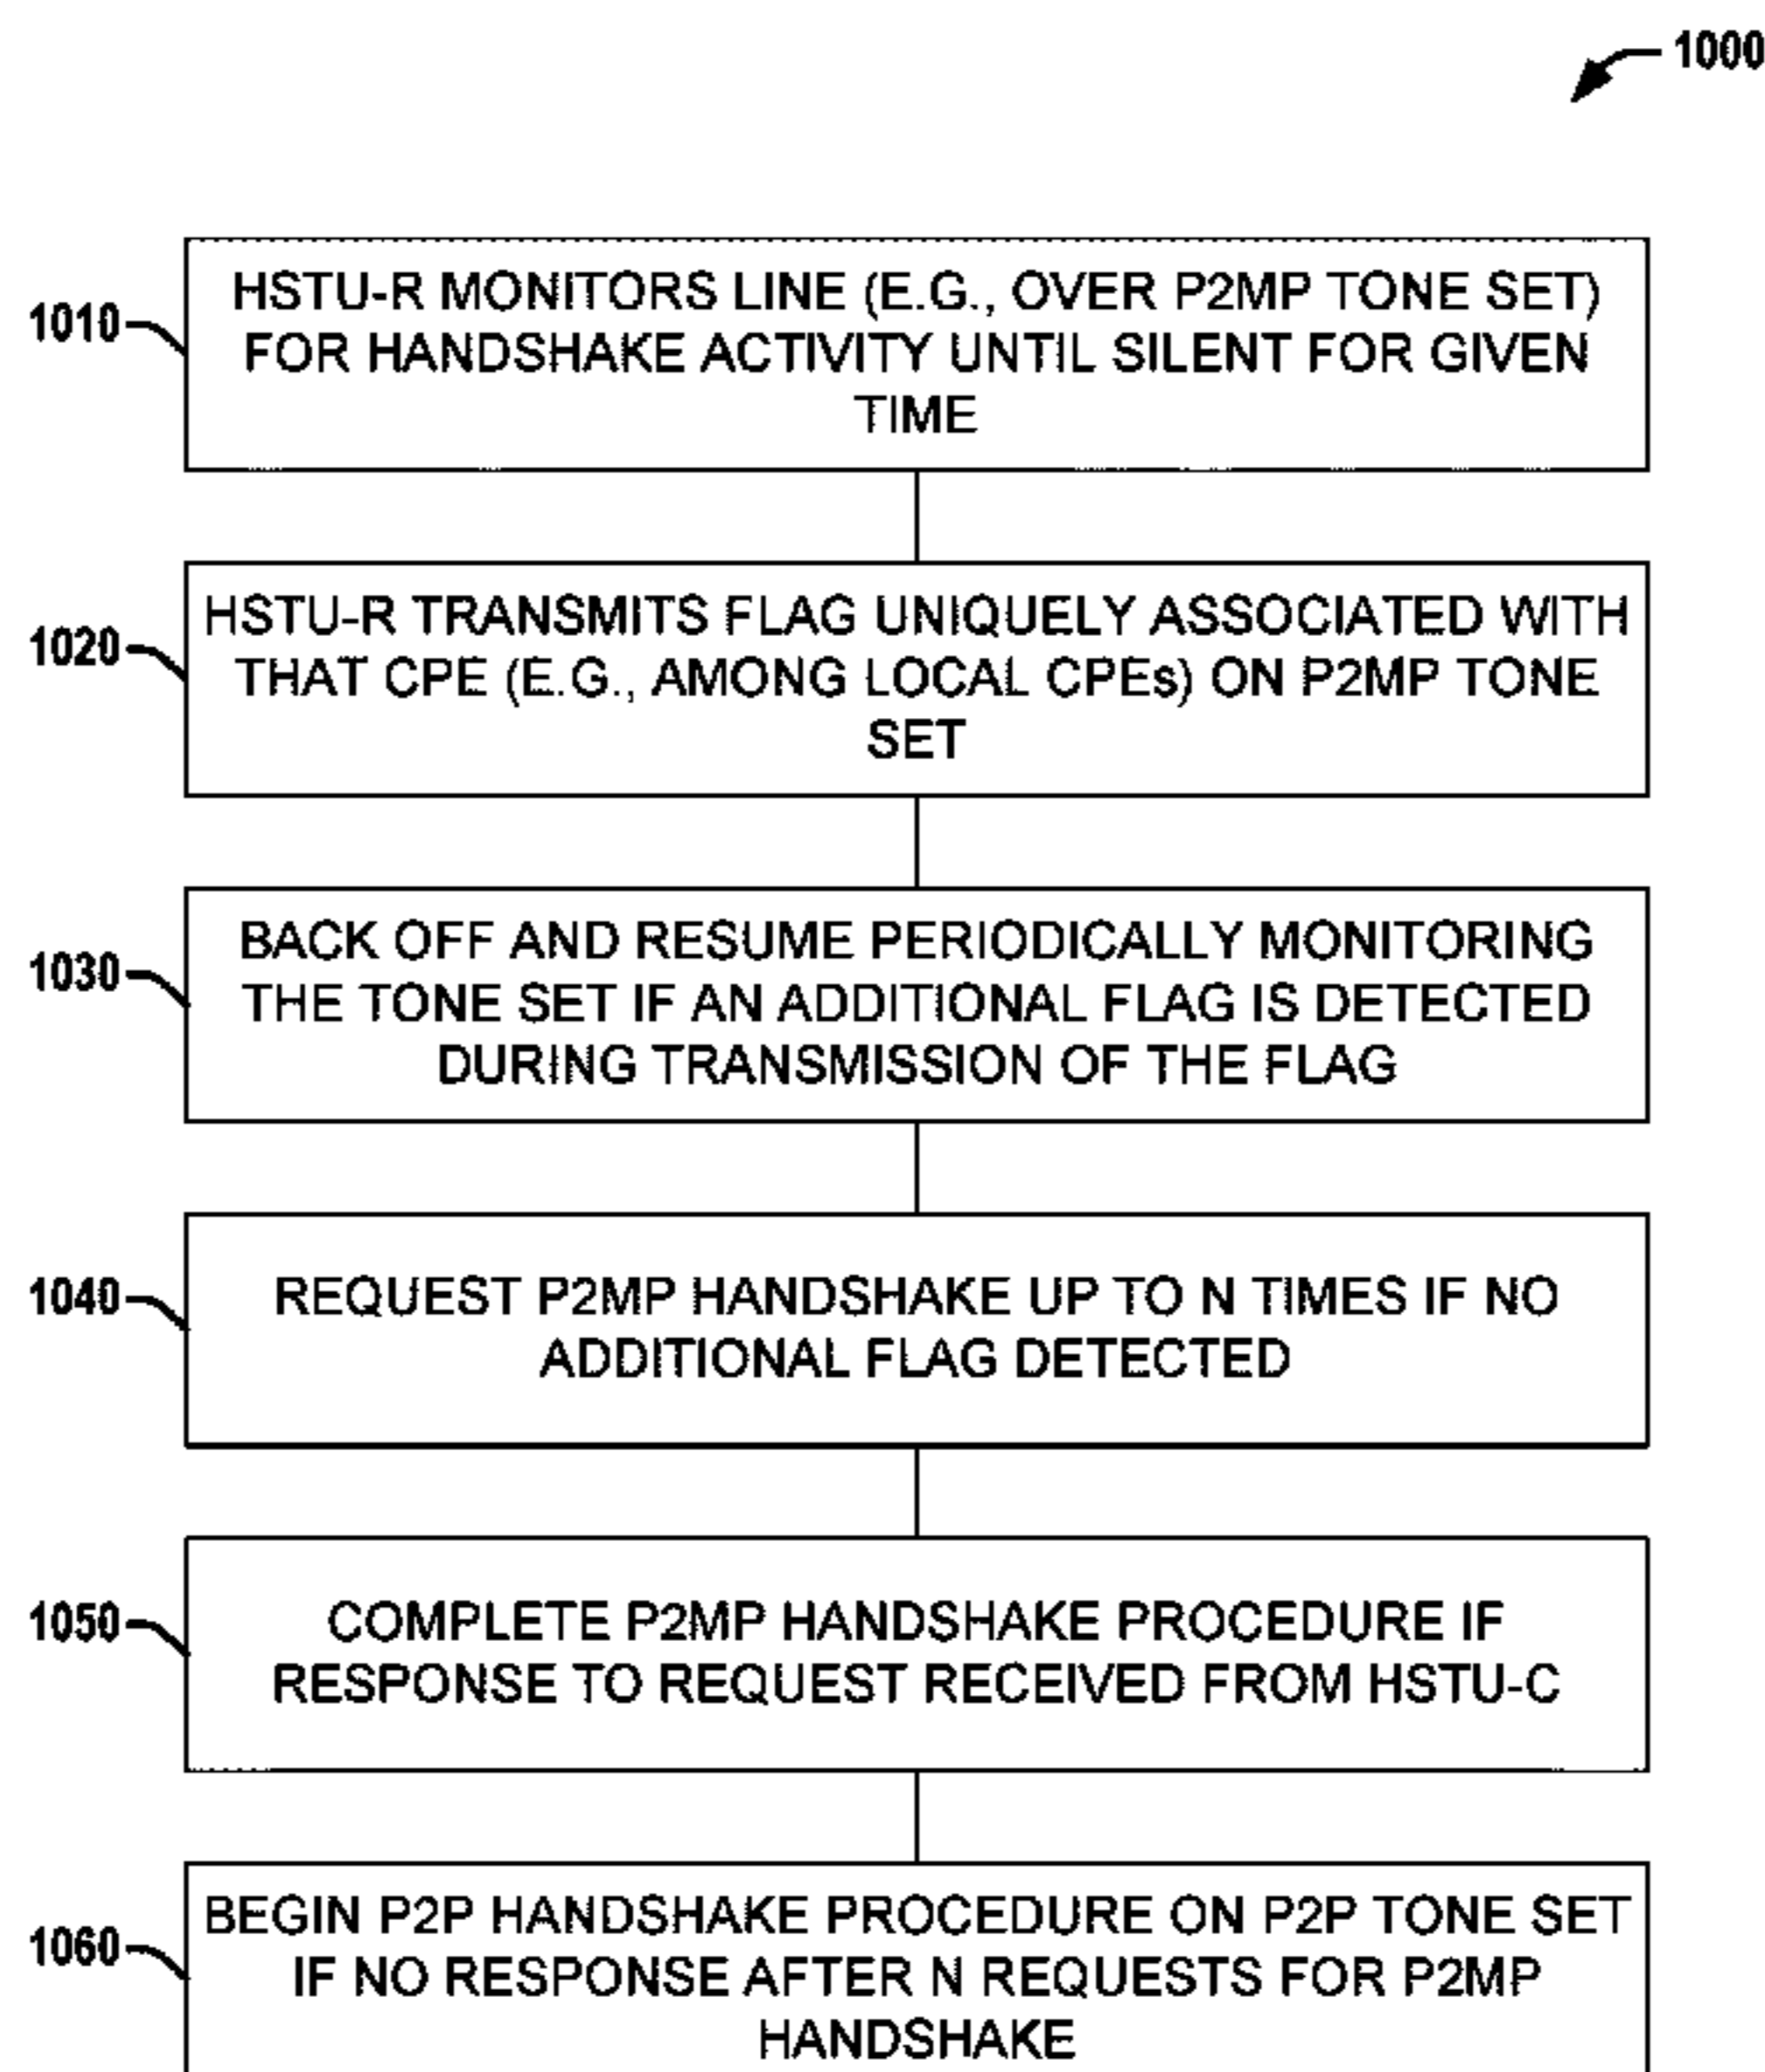 1000
1010
HSTU-R MONITORS LINE (E.G., OVER P2MP TONE SET)
FOR HANDSHAKE ACTIVITY UNTIL SILENT FOR GIVEN
TIME
1020
HSTU-R TRANSMITS FLAG UNIQUELY ASSOCIATED WITH
THAT CPE (E.G., AMONG LOCAL CPEs) ON P2MP TONE
SET
1030
BACK OFF AND RESUME PERIODICALLY MONITORING
THE TONE SET IF AN ADDITIONAL FLAG IS DETECTED
DURING TRANSMISSION OF THE FLAG
1040
REQUEST P2MP HANDSHAKE UP TO N TIMES IF NO
ADDITIONAL FLAG DETECTED
1050
COMPLETE P2MP HANDSHAKE PROCEDURE IF
RESPONSE TO REQUEST RECEIVED FROM HSTU-C
1060
BEGIN P2P HANDSHAKE PROCEDURE ON P2P TONE SET
IF NO RESPONSE AFTER N REQUESTS FOR P2MP
HANDSHAKE